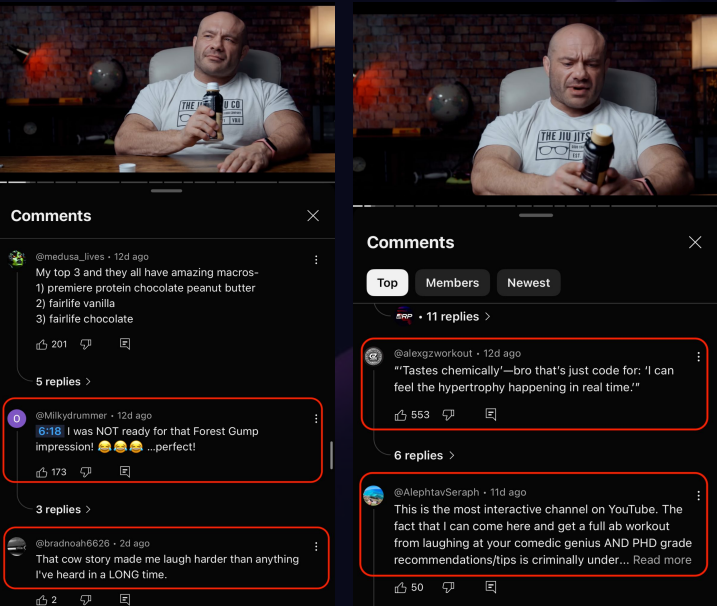 THE JIU CO
Comments
@medusa_lives • 12d ago
My top 3 and they all have amazing macros-
1) premiere protein chocolate peanut butter
2) fairlife vanilla
3) fairlife chocolate
201
5 replies
O
@Milkydrummer • 12d ago
6:18 I was NOT ready for that Forest Gump
impression! 😂😂😂 ...perfect!
173
3 replies
@bradnoah6626 • 2d ago
That cow story made me laugh harder than anything
I've heard in a LONG time.
2
THE JIU JITS
Comments
Top Members Newest
RP • 11 replies
@alexgzworkout • 12d ago
“‘Tastes chemically’—bro that’s just code for: ‘I can
feel the hypertrophy happening in real time.’”
553
6 replies
@AlephtavSeraph • 11d ago
This is the most interactive channel on YouTube. The
fact that I can come here and get a full ab workout
from laughing at your comedic genius AND PHD grade
recommendations/tips is criminally under... Read more
50